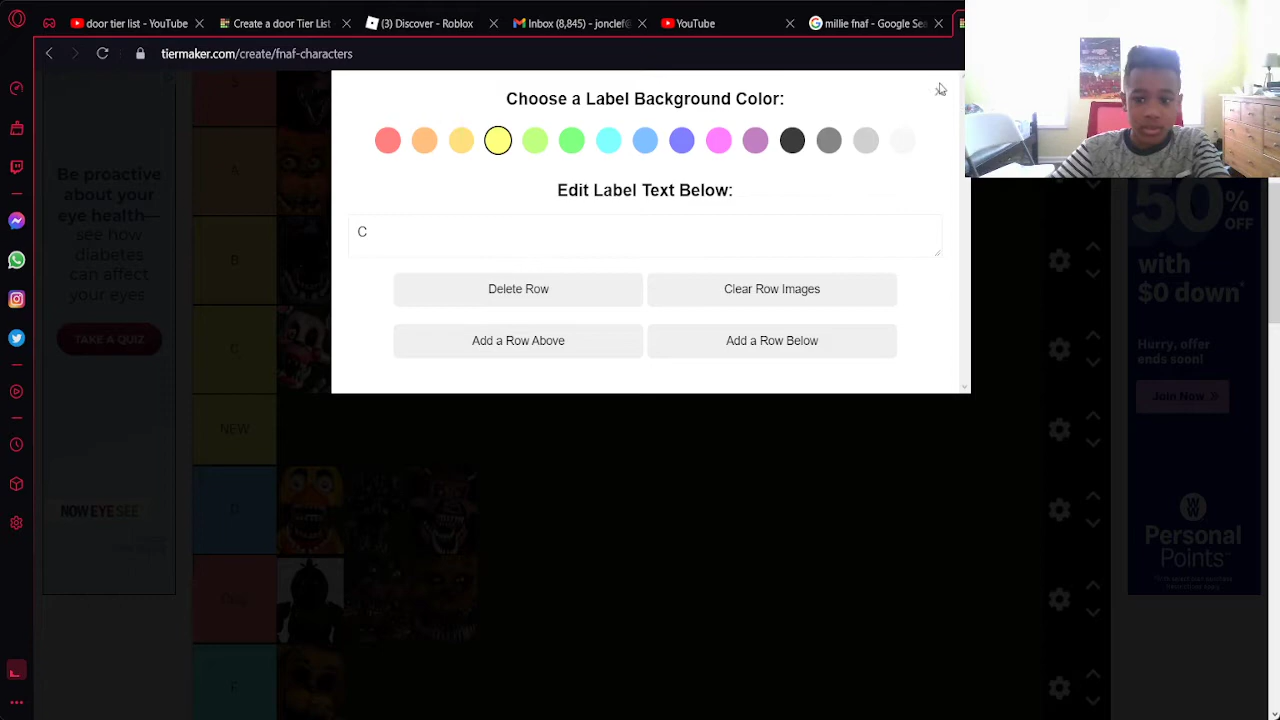 door tier list - YouTube
Create a door Tier List
(3) Discover - Roblox
Inbox (8,845) - jonclef@
YouTube
millie fnaf - Google Sea
tiermaker.com/create/fnaf-characters
Choose a Label Background Color:
Edit Label Text Below:
C
Delete Row
Clear Row Images
Add a Row Above
Add a Row Below
Be proactive
about your
eye health—
see how
diabetes
can affect
your eyes
TAKE A QUIZ
NOW EYE SEE
A
B
C
NEW
D
F
50%
OFF
with
$0 down*
Hurry, offer
ends soon!
Join Now
Personal
Points™